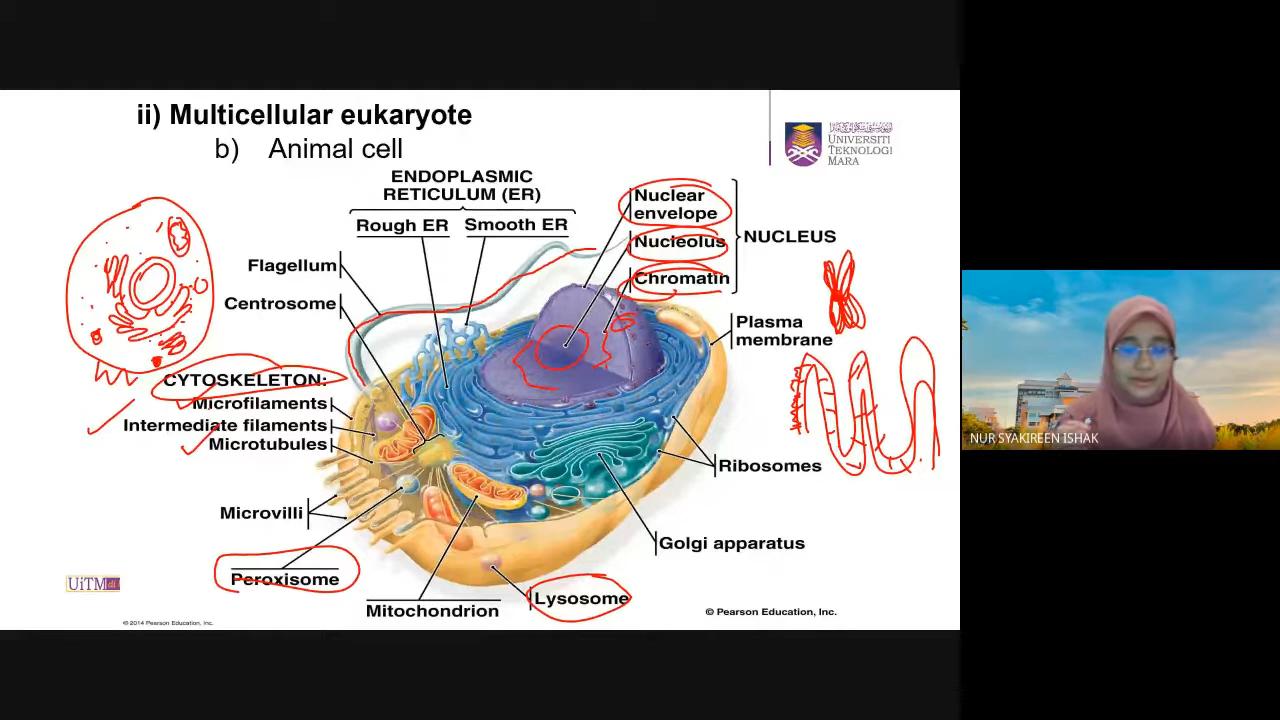 ii) Multicellular eukaryote
b) Animal cell
UNIVERSITI
TEKNOLOGI
MARA
ENDOPLASMIC
RETICULUM (ER)
Rough ER
Smooth ER
Nuclear
envelope
Nucleolus
Chromatin
NUCLEUS
Flagellum
Centrosome
Plasma
membrane
CYTOSKELETON:
Microfilaments
Intermediate filaments
Microtubules
Ribosomes
Microvilli
Golgi apparatus
Peroxisome
Mitochondrion
Lysosome
UiTM
© Pearson Education, Inc.
© 2014 Pearson Education, Inc.
NUR SYAKIREEN ISHAK